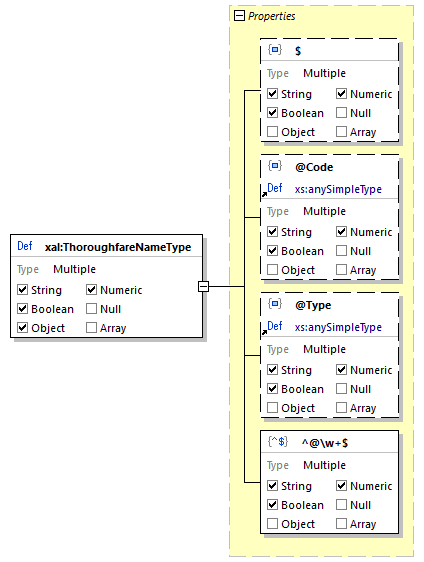 Properties
$
Type Multiple
String Numeric
Boolean Null
Object Array
@Code
Def xs:anySimpleType
Type Multiple
String Numeric
Boolean Null
Object Array
Def xal:ThoroughfareNameType
Type Multiple
String Numeric
Boolean Null
Object Array
@Type
Def xs:anySimpleType
Type Multiple
String Numeric
Boolean Null
Object Array
{^$} ^@\w+$
Type Multiple
String Numeric
Boolean Null
Object Array